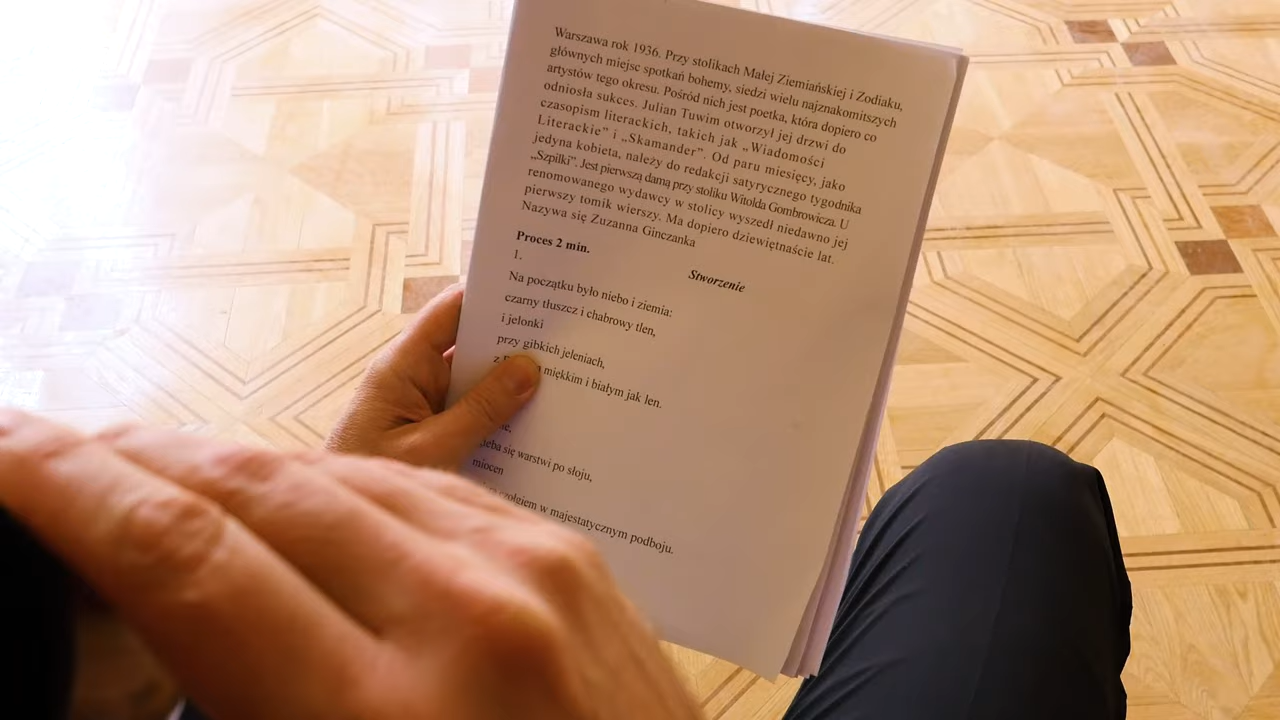 Warszawa rok 1936. Przy stolikach Małej Ziemiańskiej i Zodiaku,
głównych miejsc spotkań bohemy, siedzi wielu najznakomitszych
artystów tego okresu. Pośród nich jest poetka, która dopiero co
odniosła sukces. Julian Tuwim otworzył jej drzwi do
czasopism literackich, takich jak „Wiadomości
Literackie” i „Skamander”. Od paru miesięcy, jako
jedyna kobieta, należy do redakcji satyrycznego tygodnika
„Szpilki”. Jest pierwszą damą przy stoliku Witolda Gombrowicza. U
renomowanego wydawcy w stolicy wyszedł niedawno jej
pierwszy tomik wierszy. Ma dopiero dziewiętnaście lat.
Nazywa się Zuzanna Ginczanka
Proces 2 min.
Stworzenie
1.
Na początku było niebo i ziemia:
czarny tłuszcz i chabrowy tlen,
i jelonki
przy gibkich jeleniach,
z miękkim i białym jak len.
się warstwi po słoju,
miocen
czołgiem w majestatycznym podboju.